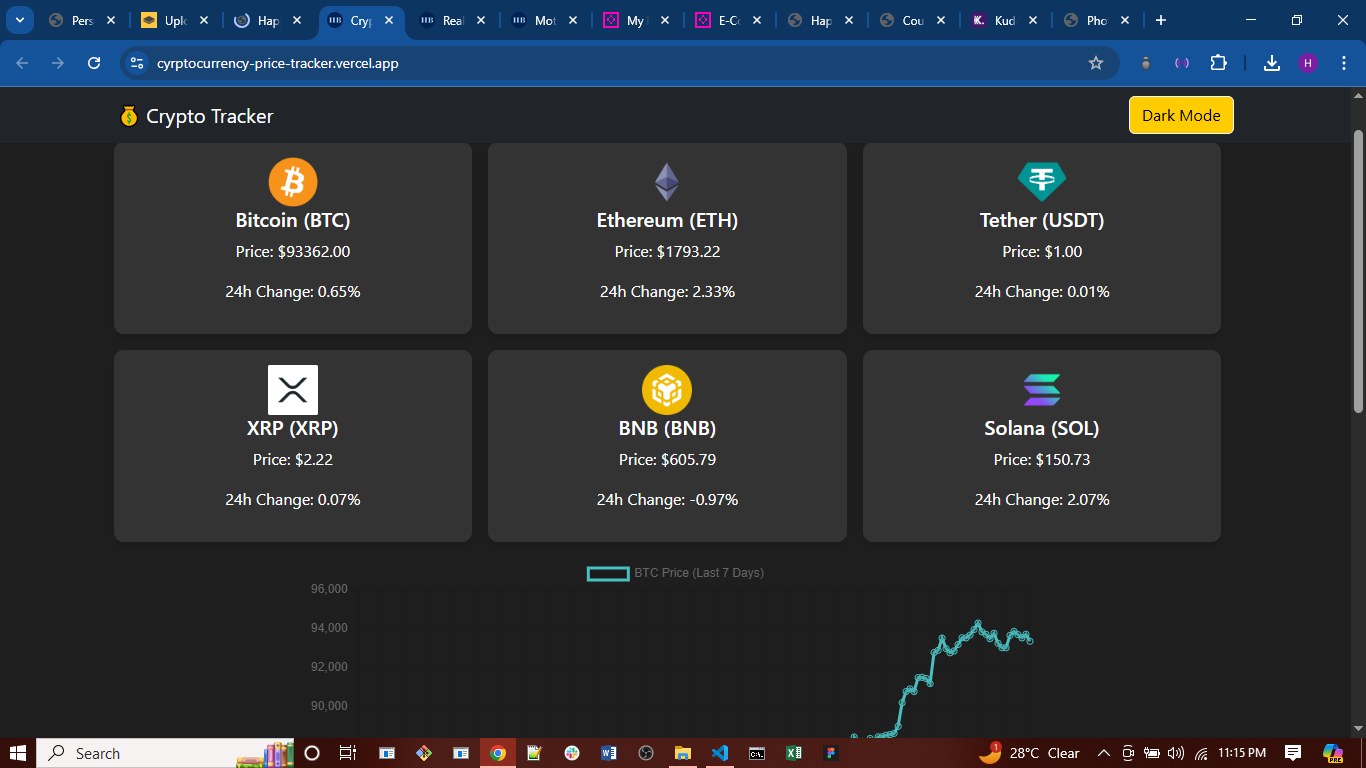 Pers
Uplo
Hap
Cryp
Real
Mot
My
E-Co
Hap
Cou
Kud
Pho
cyrptocurrency-price-tracker.vercel.app
H
Crypto Tracker
Dark Mode
Bitcoin (BTC)
Price: $93362.00
24h Change: 0.65%
Ethereum (ETH)
Price: $1793.22
24h Change: 2.33%
Tether (USDT)
Price: $1.00
24h Change: 0.01%
XRP (XRP)
Price: $2.22
24h Change: 0.07%
BNB (BNB)
Price: $605.79
24h Change: -0.97%
Solana (SOL)
Price: $150.73
24h Change: 2.07%
BTC Price (Last 7 Days)
96,000
94,000
92,000
90,000
Search
1
28°C Clear
11:15 PM
PRE